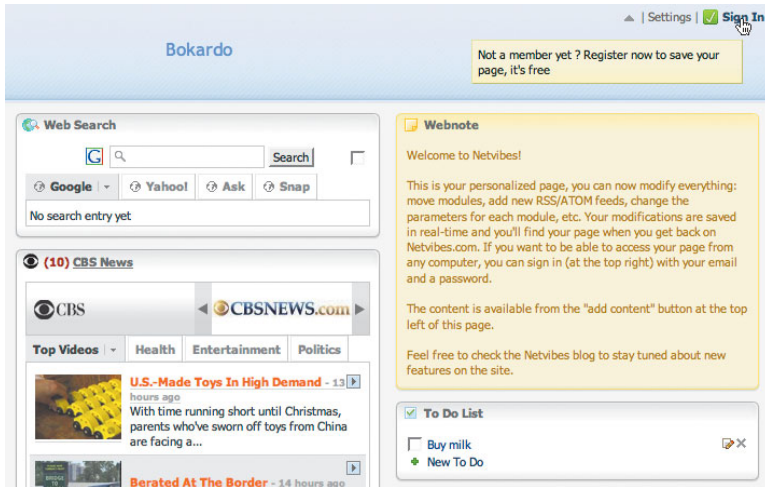 | Settings | Sign In
Bokardo
Not a member yet ? Register now to save your
page, it's free
Web Search
G
Search
Google
Yahoo!
Ask
Snap
No search entry yet
(10) CBS News
CBS
CBSNEWS.com
Top Videos
Health
Entertainment
Politics
U.S.-Made Toys In High Demand - 13
hours ago
With time running short until Christmas,
parents who've sworn off toys from China
are facing a...
BRIDGE
Berated At The Border - 14 hours ago
Webnote
Welcome to Netvibes!
This is your personalized page, you can now modify everything:
move modules, add new RSS/ATOM feeds, change the
parameters for each module, etc. Your modifications are saved
in real-time and you'll find your page when you get back on
Netvibes.com. If you want to be able to access your page from
any computer, you can sign in (at the top right) with your email
and a password.
The content is available from the "add content" button at the top
left of this page.
Feel free to check the Netvibes blog to stay tuned about new
features on the site.
To Do List
Buy milk
New To Do